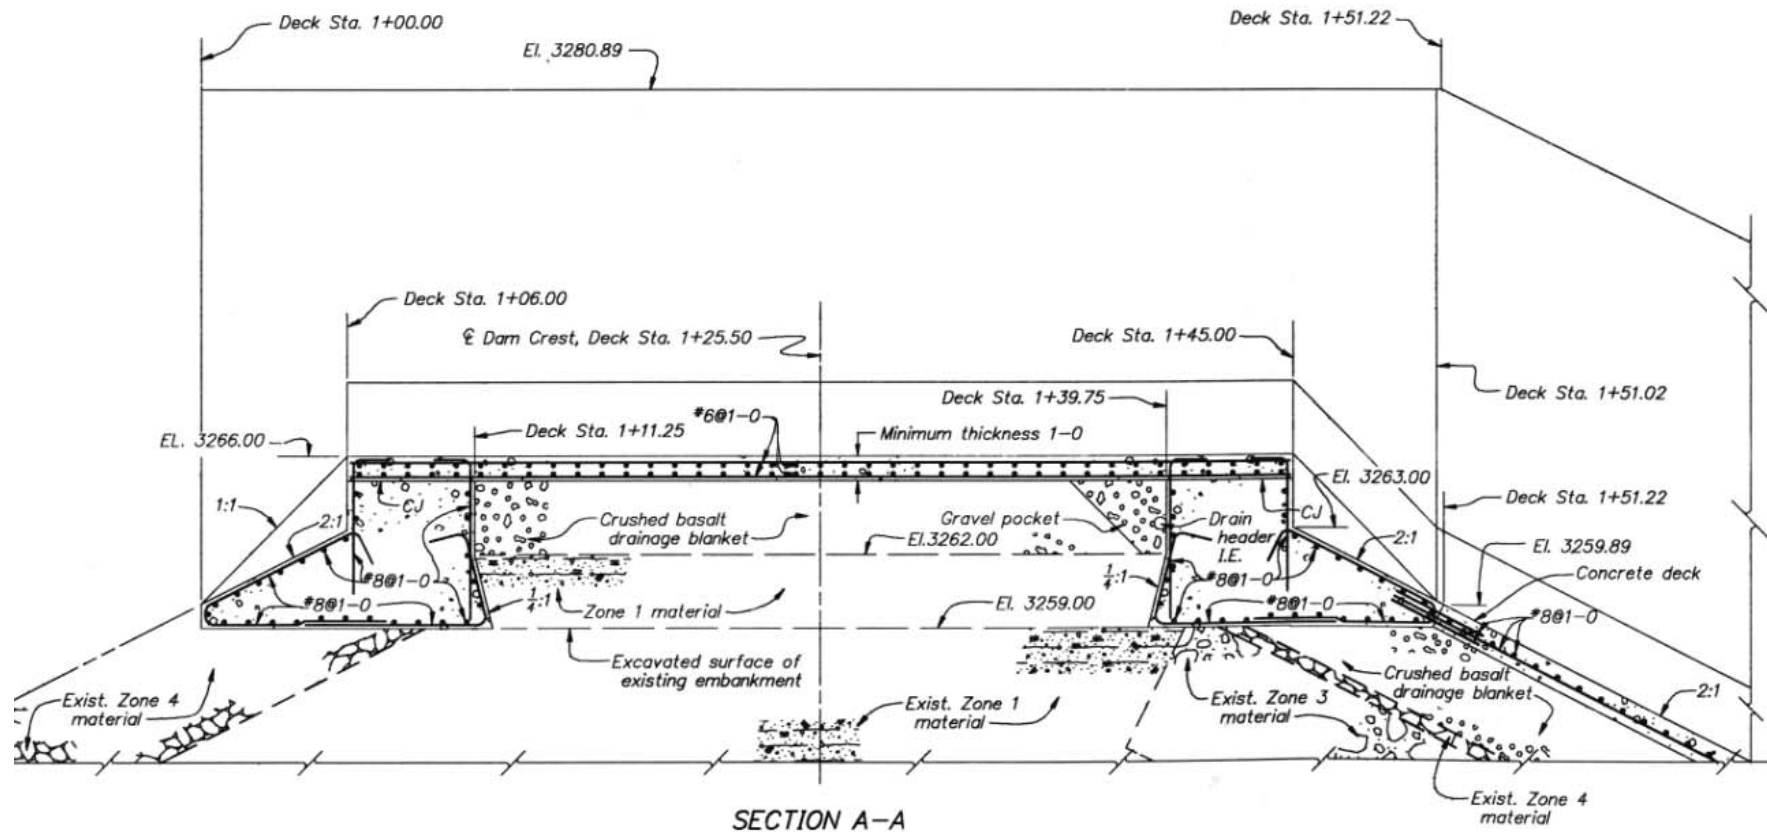 Deck Sta. 1+00.00
Deck Sta. 1+51.22
El. 3280.89
Deck Sta. 1+06.00
℄ Dam Crest, Deck Sta. 1+25.50
Deck Sta. 1+45.00
Deck Sta. 1+51.02
Deck Sta. 1+39.75
#6@1-0
Deck Sta. 1+11.25
Minimum thickness 1-0
EL. 3266.00
El. 3263.00
Deck Sta. 1+51.22
1:1
2:1
CJ
Crushed basalt
drainage blanket
Gravel pocket
El.3262.00
Drain
header
I.E.
CJ
2:1
El. 3259.89
Concrete deck
#8@1-0
#8@1-0
1/4:1
Zone 1 material
El. 3259.00
1/4:1
#8@1-0
#8@1-0
#8@1-0
Excavated surface of
existing embankment
Exist. Zone 4
material
Exist. Zone 1
material
Exist. Zone 3
material
Crushed basalt
drainage blanket
2:1
Exist. Zone 4
material
SECTION A-A